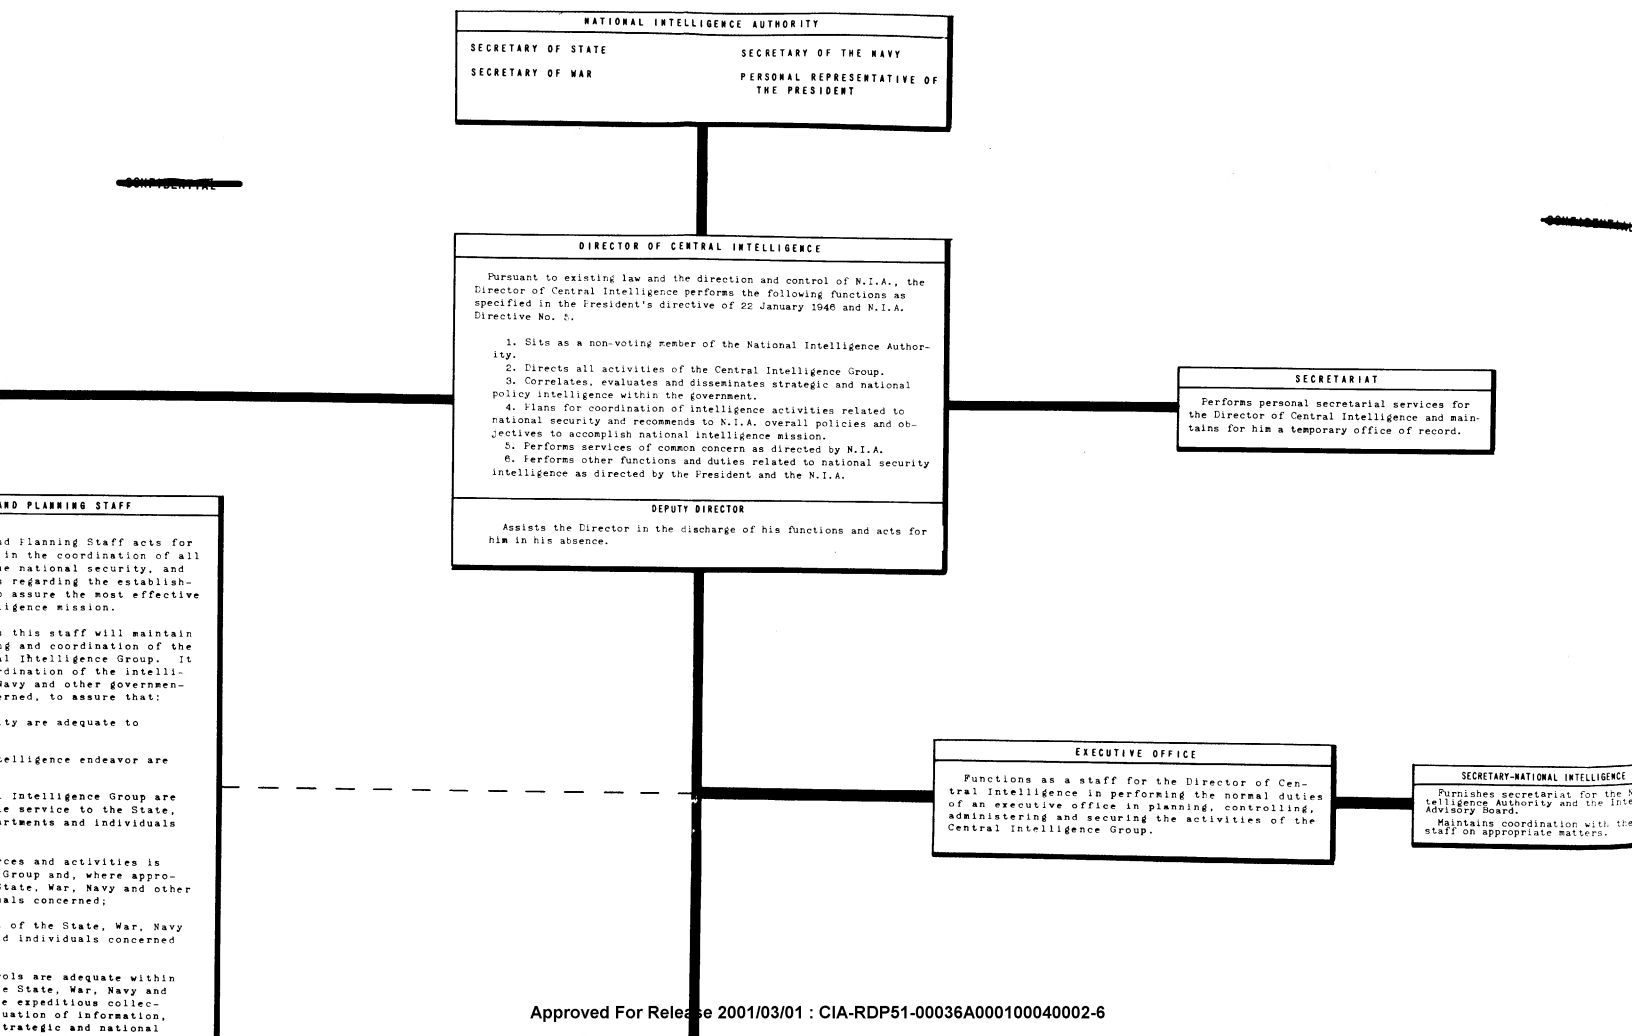 NATIONAL INTELLIGENCE AUTHORITY
SECRETARY OF STATE
SECRETARY OF THE NAVY
SECRETARY OF WAR
PERSONAL REPRESENTATIVE OF
THE PRESIDENT
CONFIDENTIAL
DIRECTOR OF CENTRAL INTELLIGENCE
Pursuant to existing law and the direction and control of N.I.A., the
Director of Central Intelligence performs the following functions as
specified in the President's directive of 22 January 1946 and N.I.A.
Directive No. 5.
1. Sits as a non-voting member of the National Intelligence Author-
ity.
2. Directs all activities of the Central Intelligence Group.
3. Correlates, evaluates and disseminates strategic and national
policy intelligence within the government.
4. Plans for coordination of intelligence activities related to
national security and recommends to N.I.A. overall policies and ob-
jectives to accomplish national intelligence mission.
5. Performs services of common concern as directed by N.I.A.
6. Performs other functions and duties related to national security
intelligence as directed by the President and the N.I.A.
DEPUTY DIRECTOR
Assists the Director in the discharge of his functions and acts for
him in his absence.
SECRETARIAT
Performs personal secretarial services for
the Director of Central Intelligence and main-
tains for him a temporary office of record.
AND PLANNING STAFF
d Planning Staff acts for
in the coordination of all
e national security, and
s regarding the establish-
o assure the most effective
ligence mission.
this staff will maintain
g and coordination of the
l Intelligence Group. It
rdination of the intelli-
Navy and other governmen-
erned, to assure that:
ity are adequate to
telligence endeavor are
Intelligence Group are
e service to the State,
artments and individuals
rces and activities is
Group and, where appro-
State, War, Navy and other
als concerned;
of the State, War, Navy
d individuals concerned
ols are adequate within
e State, War, Navy and
e expeditious collec-
uation of information,
trategic and national
EXECUTIVE OFFICE
Functions as a staff for the Director of Cen-
tral Intelligence in performing the normal duties
of an executive office in planning, controlling,
administering and securing the activities of the
Central Intelligence Group.
SECRETARY-NATIONAL INTELLIGENCE
Furnishes secretariat for the N
telligence Authority and the Inte
Advisory Board.
Maintains coordination with the
staff on appropriate matters.
Approved For Release 2001/03/01 : CIA-RDP51-00036A000100040002-6